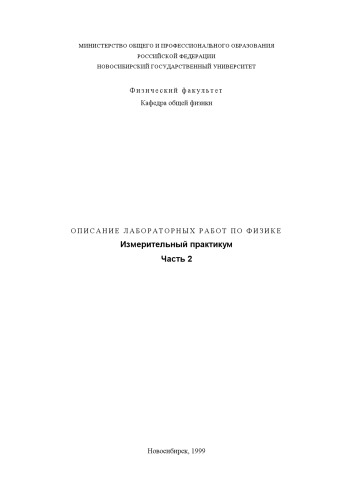 МИНИСТЕРСТВО ОБЩЕГО И ПРОФЕССИОНАЛЬНОГО ОБРАЗОВАНИЯ
РОССИЙСКОЙ ФЕДЕРАЦИИ
НОВОСИБИРСКИЙ ГОСУДАРСТВЕННЫЙ УНИВЕРСИТЕТ
Физический факультет
Кафедра общей физики
ОПИСАНИЕ ЛАБОРАТОРНЫХ РАБОТ ПО ФИЗИКЕ
Измерительный практикум
Часть 2
Новосибирск, 1999